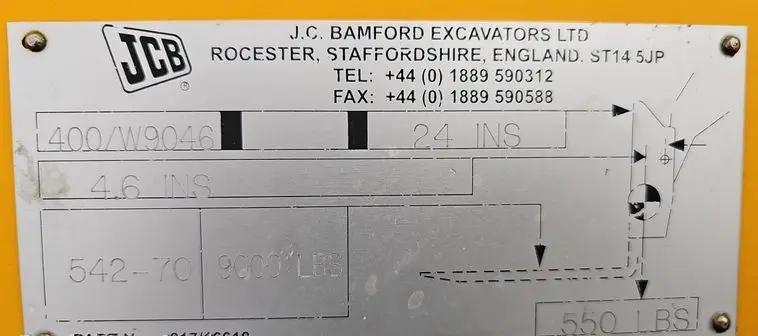 JCB
®
J.C. BAMFORD EXCAVATORS LTD
ROCESTER, STAFFORDSHIRE, ENGLAND. ST14 5JP
TEL: +44 (0) 1889 590312
FAX: +44 (0) 1889 590588
400/W9046 24 INS
4.6 INS
542-70 9000 LBS
550 LBS